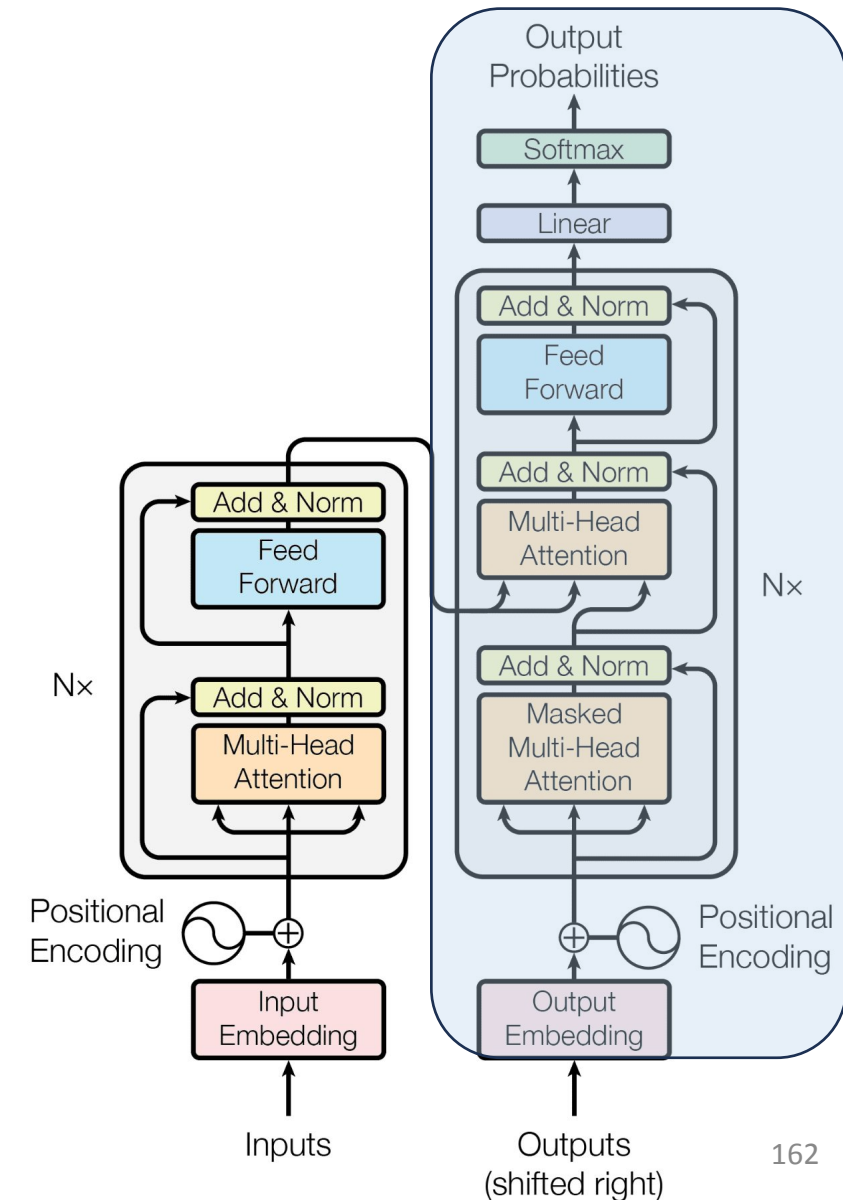 Output
Probabilities
Softmax
Linear
Add & Norm
Feed
Forward
Add & Norm
Multi-Head
Attention
N×
Add & Norm
Masked
Multi-Head
Attention
Positional
Encoding
Output
Embedding
Outputs
(shifted right)
Add & Norm
Feed
Forward
N×
Add & Norm
Multi-Head
Attention
Positional
Encoding
Input
Embedding
Inputs
162